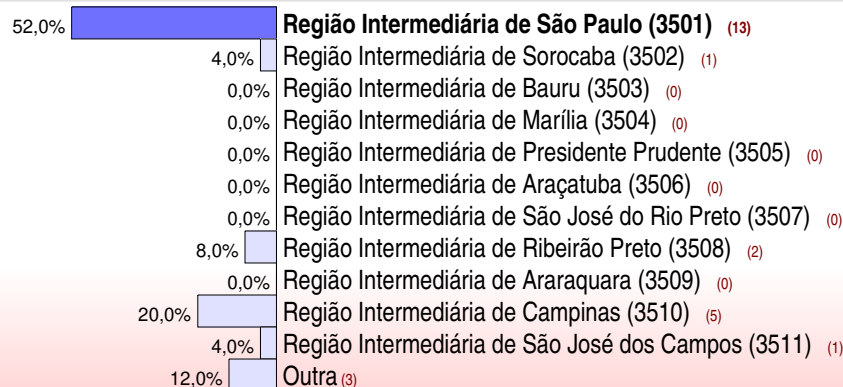 52,0% Região Intermediária de São Paulo (3501) (13)
4,0% Região Intermediária de Sorocaba (3502) (1)
0,0% Região Intermediária de Bauru (3503) (0)
0,0% Região Intermediária de Marília (3504) (0)
0,0% Região Intermediária de Presidente Prudente (3505) (0)
0,0% Região Intermediária de Araçatuba (3506) (0)
0,0% Região Intermediária de São José do Rio Preto (3507) (0)
8,0% Região Intermediária de Ribeirão Preto (3508) (2)
0,0% Região Intermediária de Araraquara (3509) (0)
20,0% Região Intermediária de Campinas (3510) (5)
4,0% Região Intermediária de São José dos Campos (3511) (1)
12,0% Outra (3)